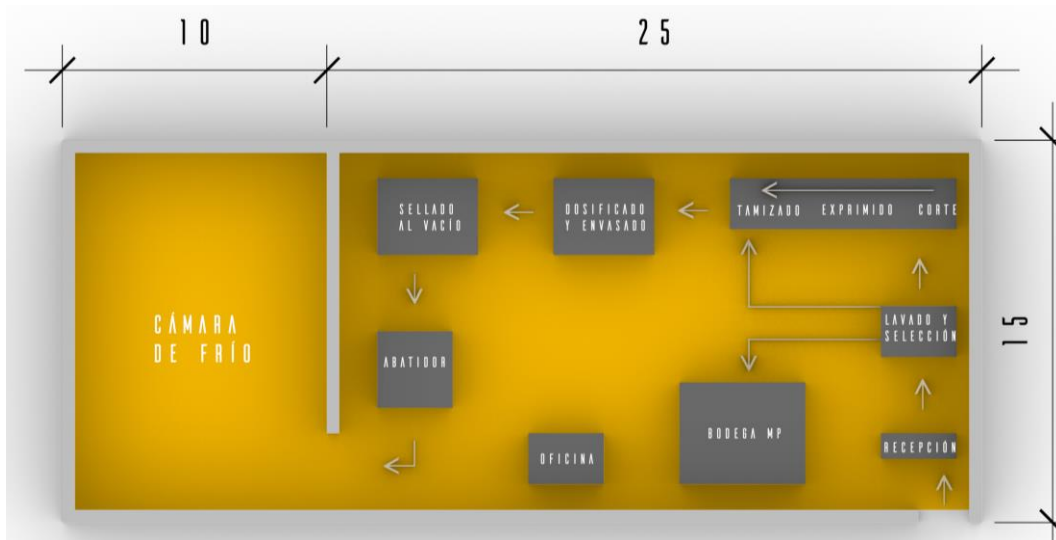 10
25
SELLADO
AL VACÍO
DOSIFICADO
Y ENVASADO
TAMIZADO EXPRIMIDO CORTE
CÁMARA
DE FRÍO
LAVADO Y
SELECCIÓN
15
ABATIDOR
BODEGA MP
RECEPCIÓN
OFICINA